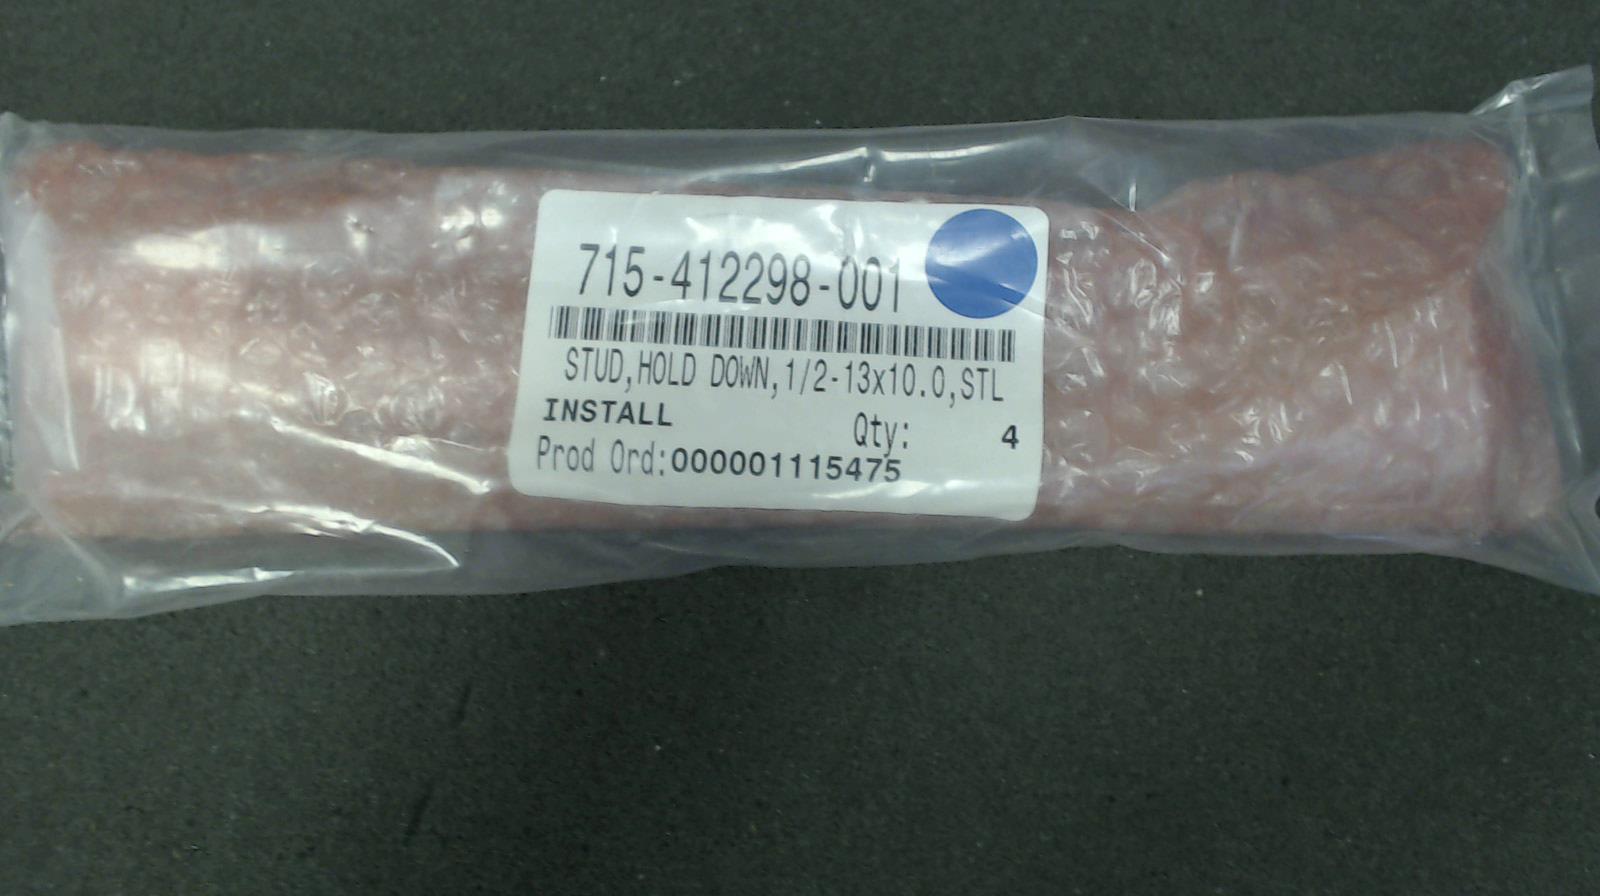 715-412298-001
STUD,HOLD DOWN,1/2-13x10.0,STL
INSTALL Qty: 4
Prod Ord:000001115475